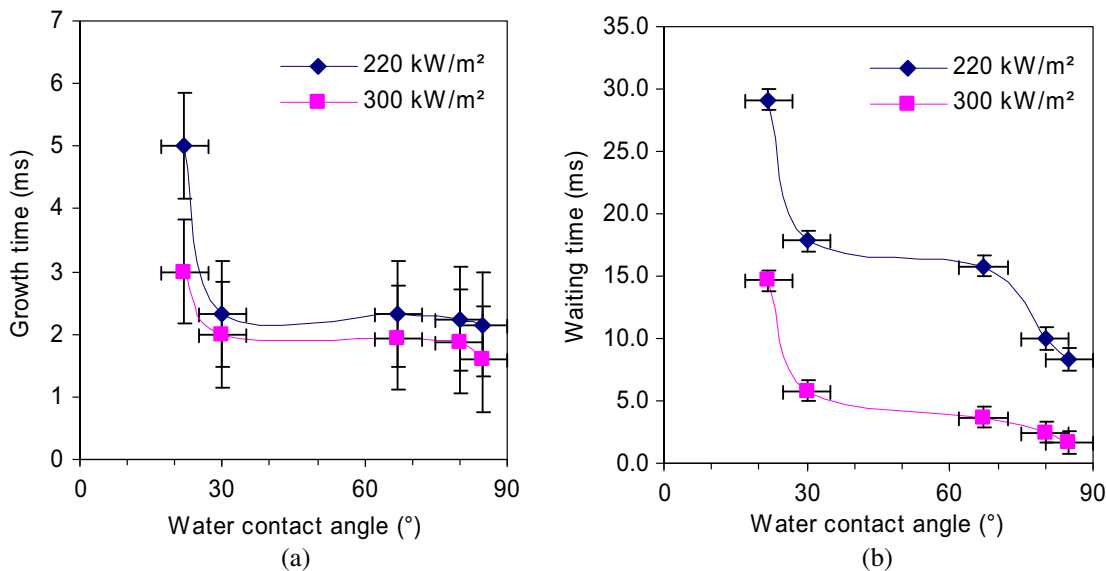 7
6
5
4
3
2
1
0
Growth time (ms)
220 kW/m²
300 kW/m²
0
30
60
90
Water contact angle (°)
(a)
35.0
30.0
25.0
20.0
15.0
10.0
5.0
0.0
Waiting time (ms)
220 kW/m²
300 kW/m²
0
30
60
90
Water contact angle (°)
(b)